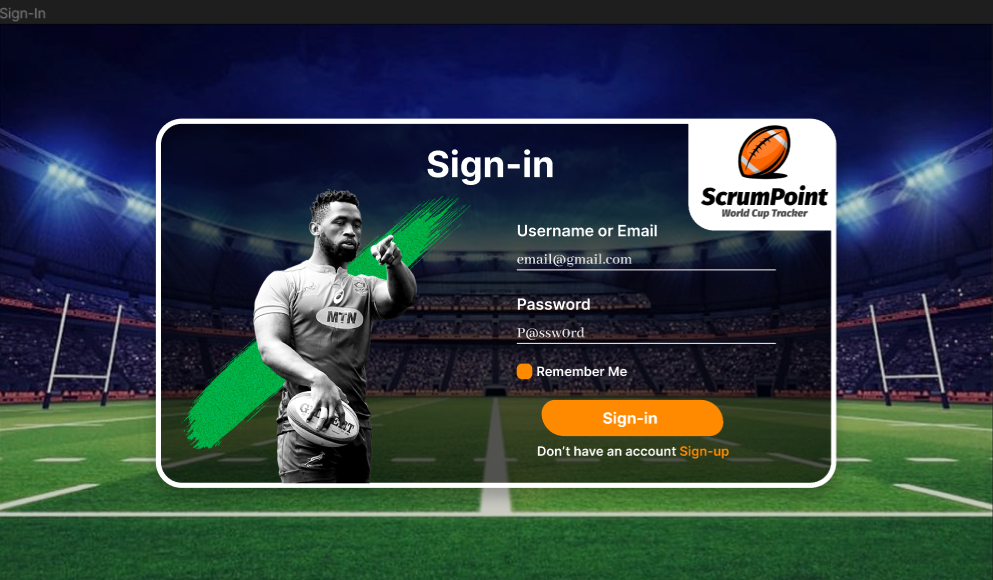 Sign-In
Sign-in
ScrumPoint
World Cup Tracker
Username or Email
email@gmail.com
Password
P@ssw0rd
Remember Me
Sign-in
Don't have an account Sign-up
MTN